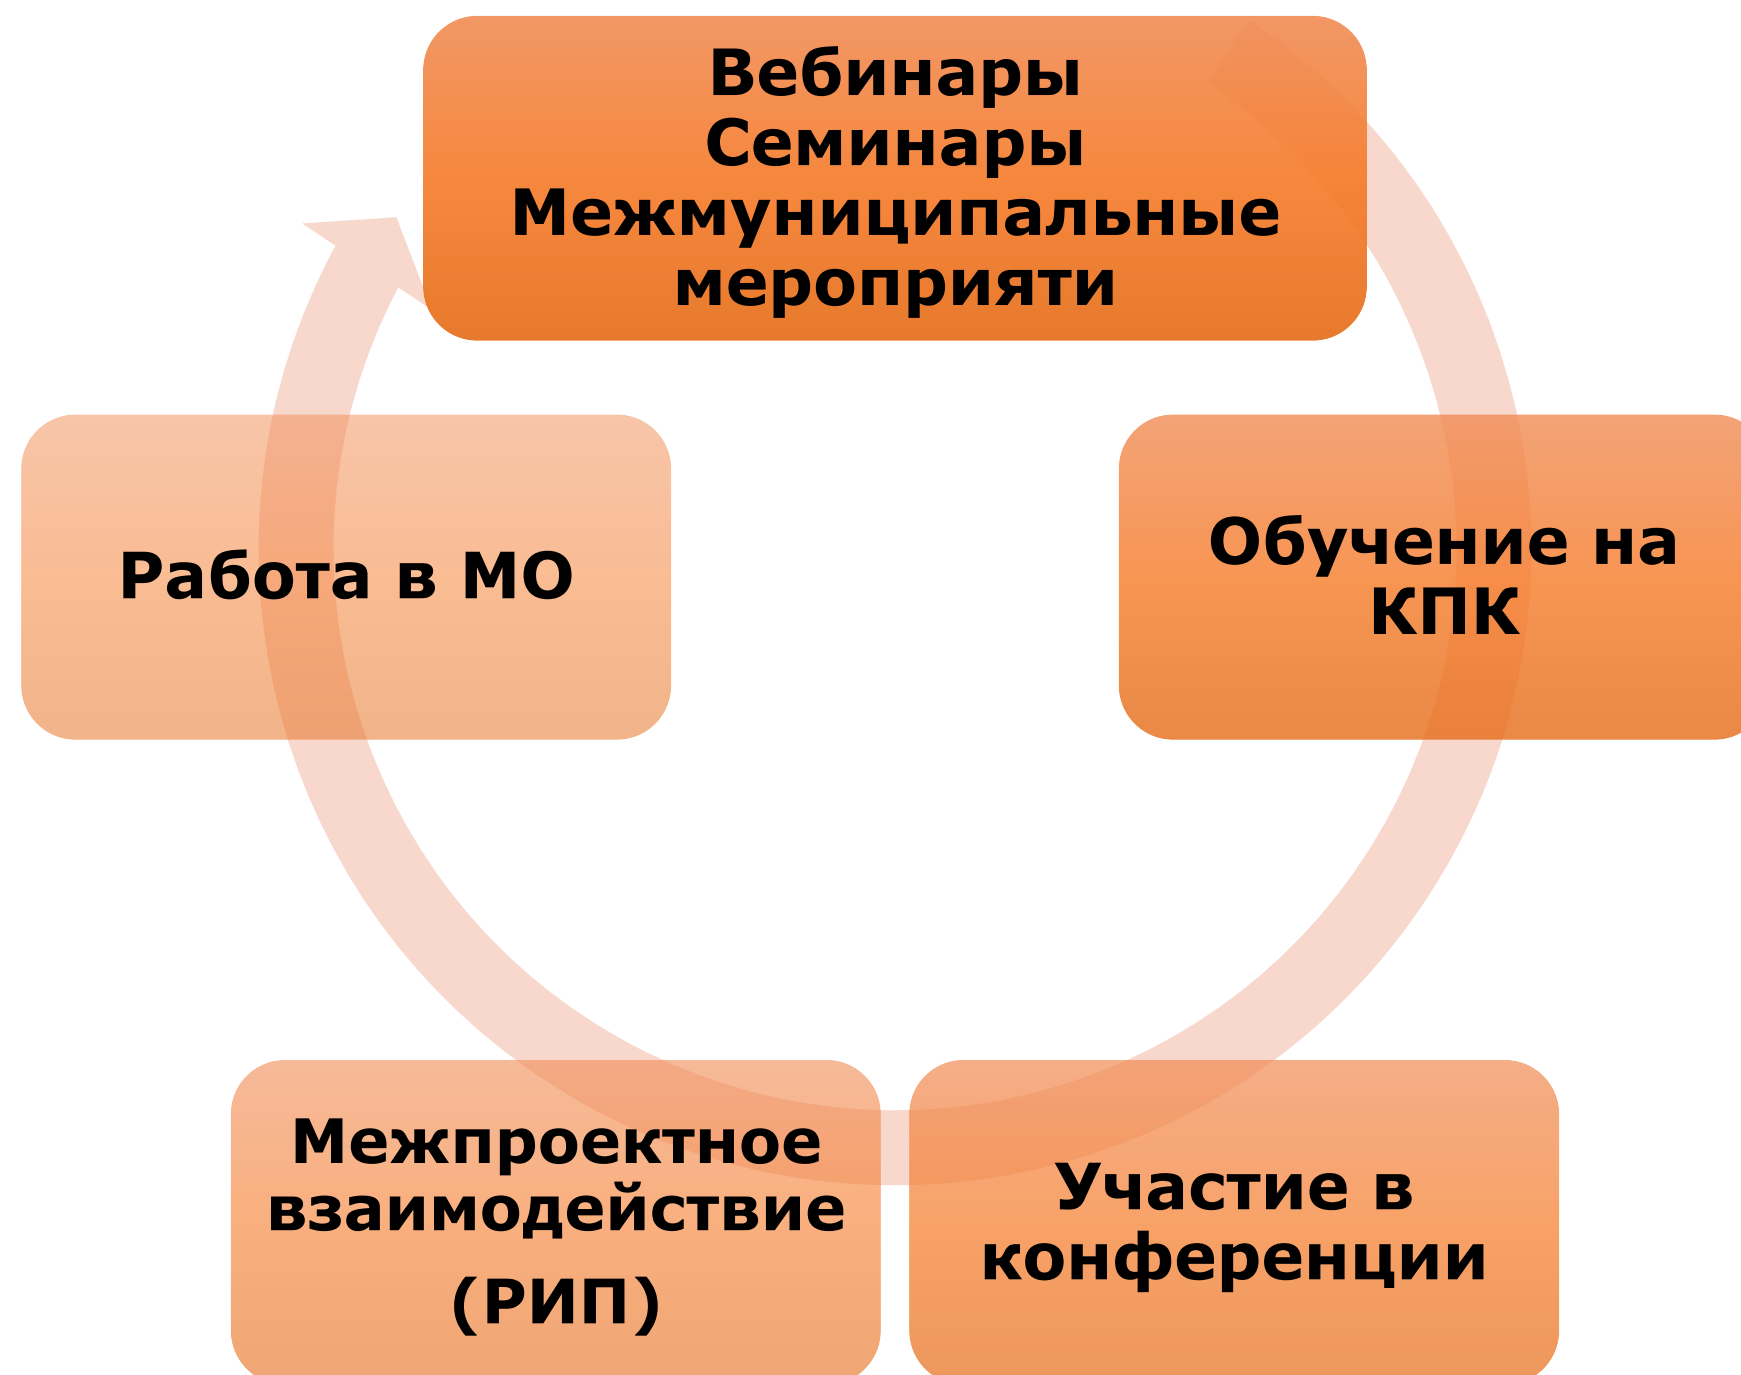 Вебинары
Семинары
Межмуниципальные
мероприяти
Обучение на
КПК
Участие в
конференции
Межпроектное
взаимодействие
(РИП)
Работа в МО